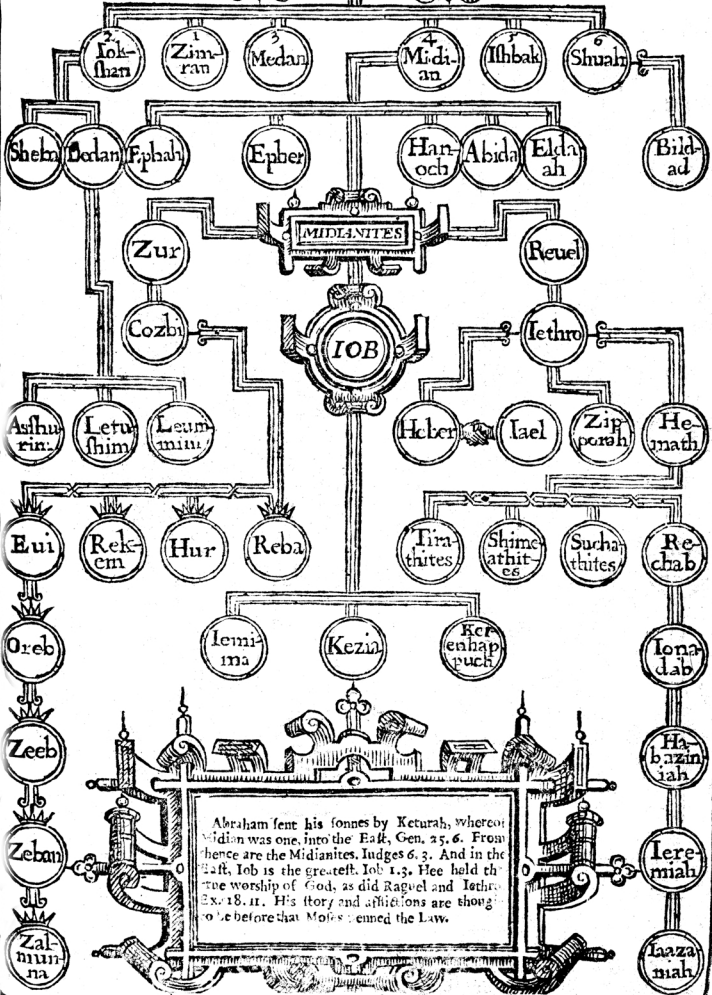 2 1 3 4 5 6
Iok-
ſhan
Zim-
ran
Medan
Midi-
an
Iſhbak
Shuah
Sheba
Dedan
Ephah
Epher
Han-
och
Abida
Elda-
ah
Bild-
ad
MIDIANITES
Zur
Reuel
Cozbi
IOB
Iethro
Aſſhu-
rim
Letu-
ſhim
Leum-
mim
Heber
Iael
Zip-
porah
He-
math
Eui
Rek-
em
Hur
Reba
Tira-
thites
Shime-
athit-
es
Sucha-
thites
Re-
chab
Oreb
Iemi-
ma
Kezia
Ker-
enhap-
puch
Iona-
dab
Zeeb
Ha-
bazin-
iah
Zebah
Iere-
miah
Zal-
mun-
na
Iaaza-
niah
Abraham ſent his ſonnes by Keturah, whereof
Midian was one, into the Eaſt, Gen. 25. 6. From
hence are the Midianites. Iudges 6. 3. And in the
Eaſt, Iob is the greateſt. Iob 1.3. Hee held the
true worship of God, as did Raguel and Iethro
Ex. 18. 11. His ſtory and afflictions are
to be before that Moſes penned the Law.